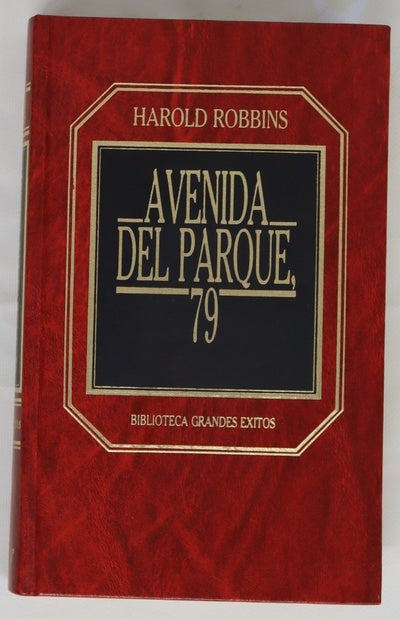 HAROLD ROBBINS
AVENIDA
DEL PARQUE,
79
BIBLIOTECA GRANDES EXITOS